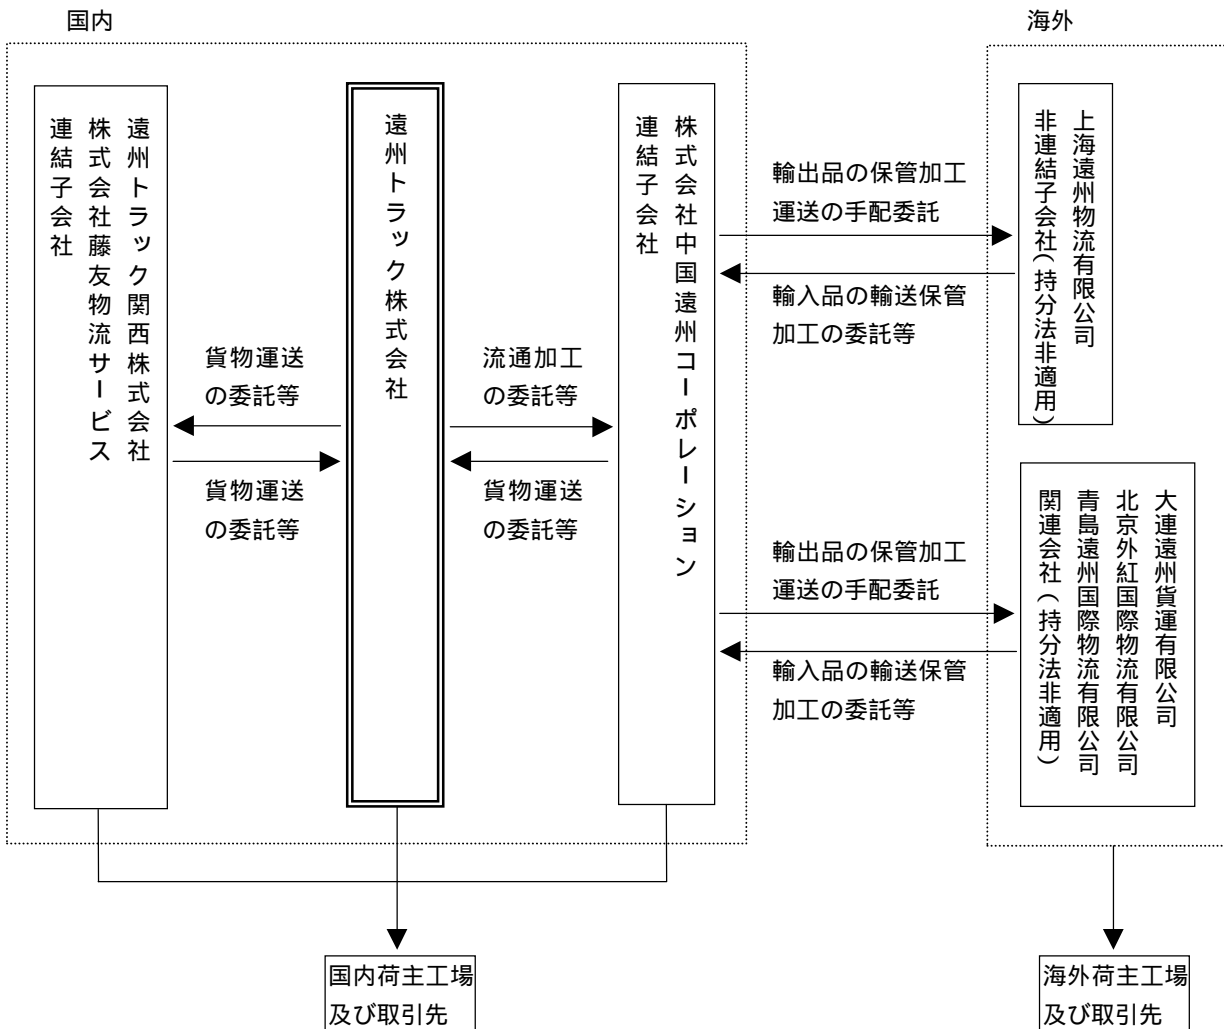 国内
海外
遠州トラック関西株式会社
株式会社藤友物流サービス
連結子会社
貨物運送
の委託等
貨物運送
の委託等
遠州トラック株式会社
流通加工
の委託等
貨物運送
の委託等
株式会社中国遠州コーポレーション
連結子会社
輸出品の保管加工
運送の手配委託
輸入品の輸送保管
加工の委託等
上海遠州物流有限公司
非連結子会社(持分法非適用)
輸出品の保管加工
運送の手配委託
輸入品の輸送保管
加工の委託等
大連遠州貨運有限公司
北京外紅国際物流有限公司
青島遠州国際物流有限公司
関連会社(持分法非適用)
国内荷主工場
及び取引先
海外荷主工場
及び取引先